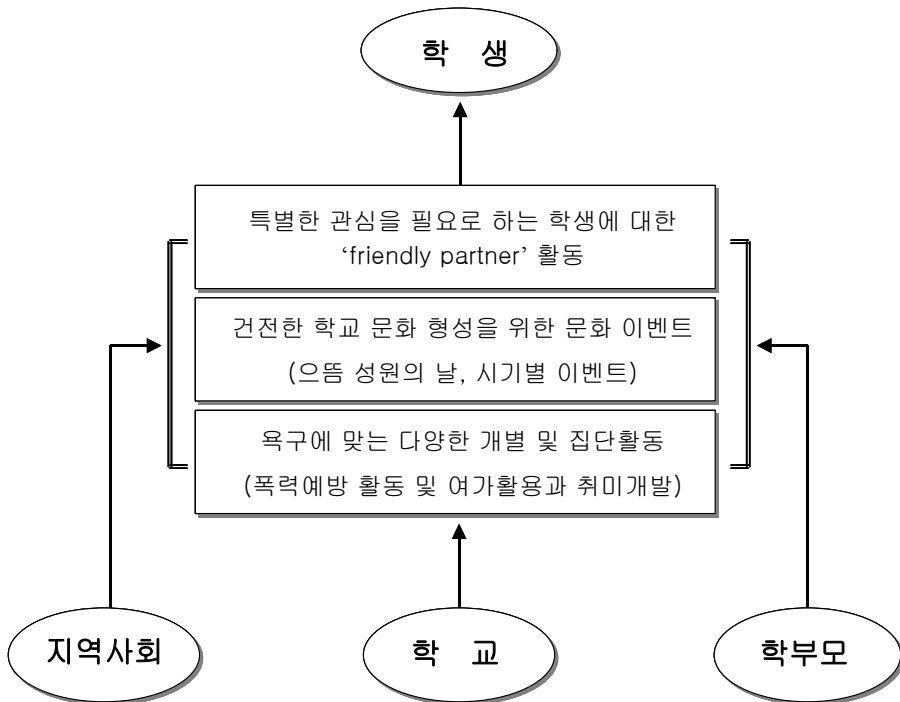 학 생
특별한 관심을 필요로 하는 학생에 대한
‘friendly partner’ 활동
건전한 학교 문화 형성을 위한 문화 이벤트
(으뜸 성원의 날, 시기별 이벤트)
욕구에 맞는 다양한 개별 및 집단활동
(폭력예방 활동 및 여가활용과 취미개발)
지역사회
학 교
학부모